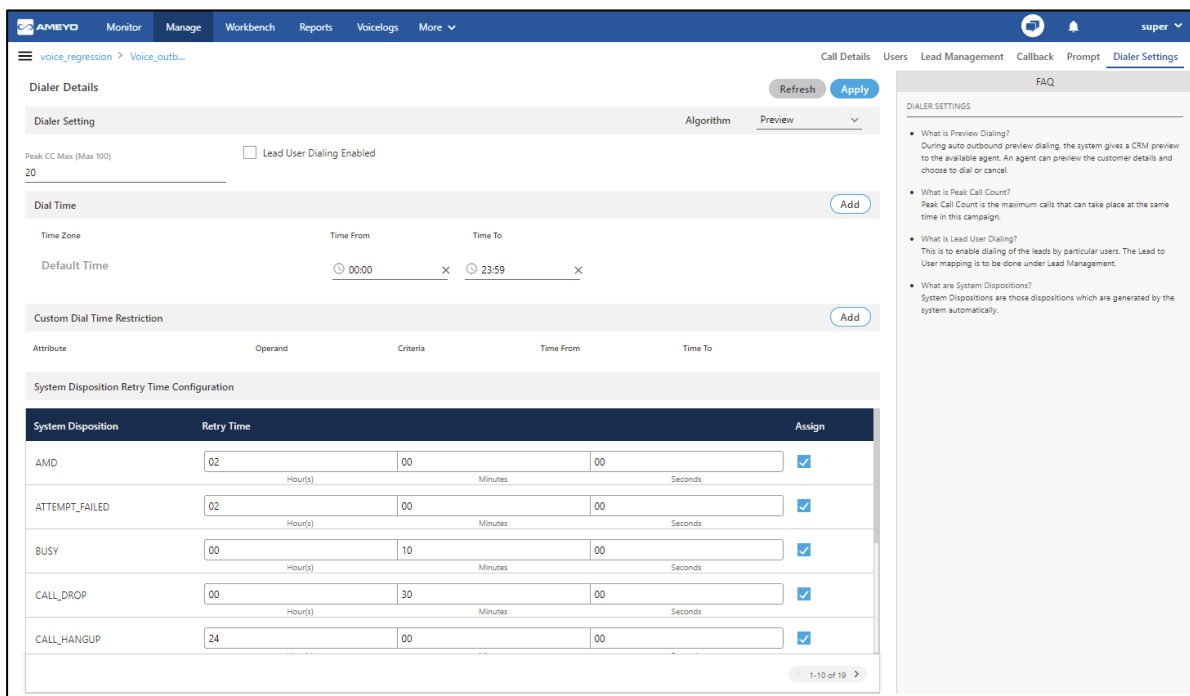 AMEYO Monitor Manage Workbench Reports Voicelogs More super
voice_regression > Voice_outb... Call Details Users Lead Management Callback Prompt Dialer Settings
Dialer Details Refresh Apply
Dialer Setting Algorithm Preview
Peak CC Max (Max 100) Lead User Dialing Enabled
20
Dial Time Add
Time Zone Time From Time To
Default Time 00:00 23:59
Custom Dial Time Restriction Add
Attribute Operand Criteria Time From Time To
System Disposition Retry Time Configuration
System Disposition Retry Time Assign
AMD 02 00 00
Hour(s) Minutes Seconds
ATTEMPT_FAILED 02 00 00
Hour(s) Minutes Seconds
BUSY 00 10 00
Hour(s) Minutes Seconds
CALL_DROP 00 30 00
Hour(s) Minutes Seconds
CALL_HANGUP 24 00 00
1-10 of 19
FAQ
DIALER SETTINGS
• What is Preview Dialing?
During auto outbound preview dialing, the system gives a CRM preview
to the available agent. An agent can preview the customer details and
choose to dial or cancel.
• What is Peak Call Count?
Peak Call Count is the maximum calls that can take place at the same
time in this campaign.
• What is Lead User Dialing?
This is to enable dialing of the leads by particular users. The Lead to
User mapping is to be done under Lead Management.
• What are System Dispositions?
System Dispositions are those dispositions which are generated by the
system automatically.